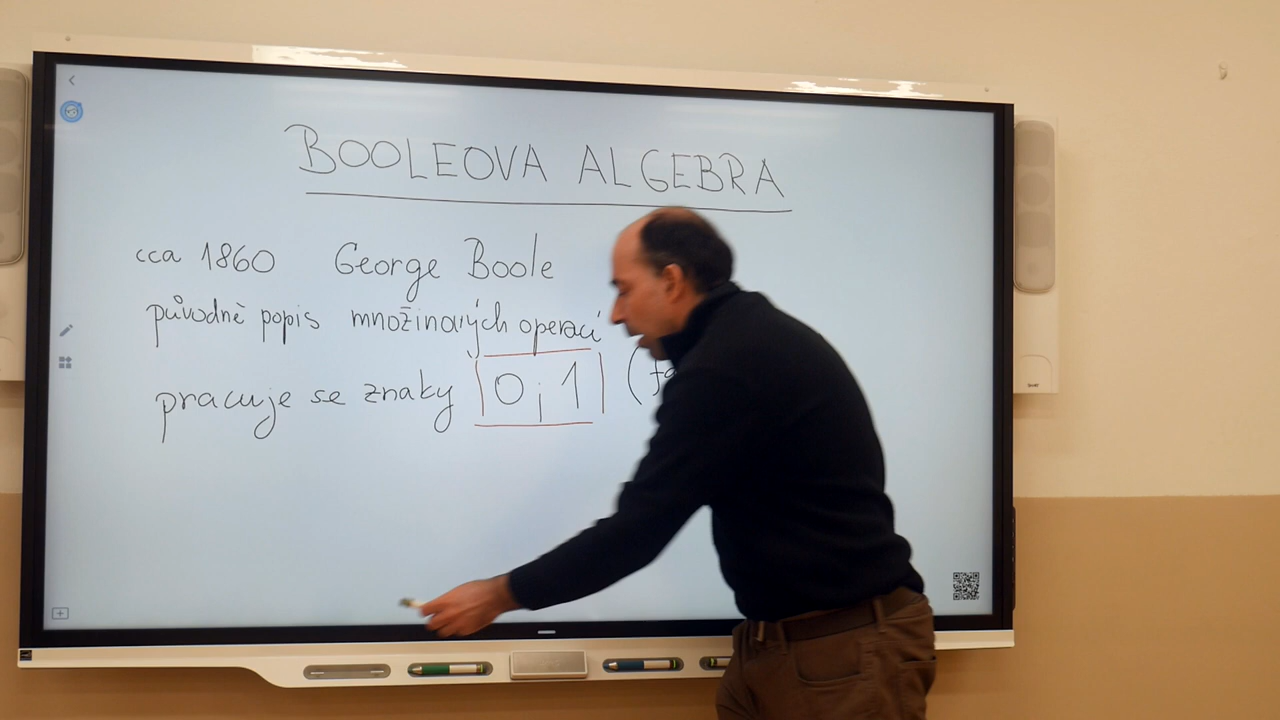 BOOLEOVA ALGEBRA
cca 1860 George Boole
původně popis množinových operací
pracuje se znaky 0; 1